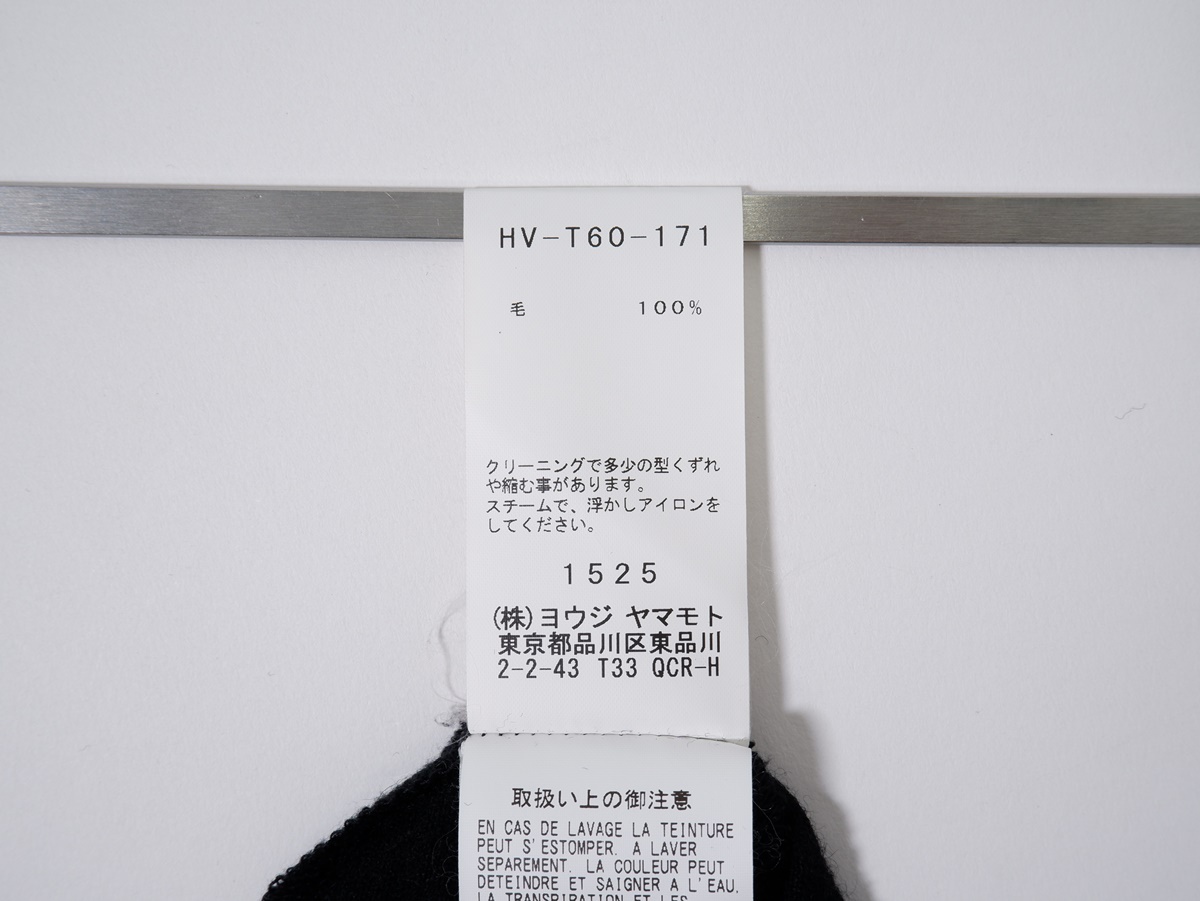 HV-T60-171
毛 100%
クリーニングで多少の型くずれ
や縮む事があります。
スチームで、浮かしアイロンを
してください。
1525
(株)ヨウジ ヤマモト
東京都品川区東品川
2-2-43 T33 QCR-H
取扱い上の御注意
EN CAS DE LAVAGE LA TEINTURE
PEUT S'ESTOMPER. A LAVER
SEPAREMENT. LA COULEUR PEUT
DETEINDRE ET SAIGNER A L'EAU.
LA TRANSPIRATION ET LES